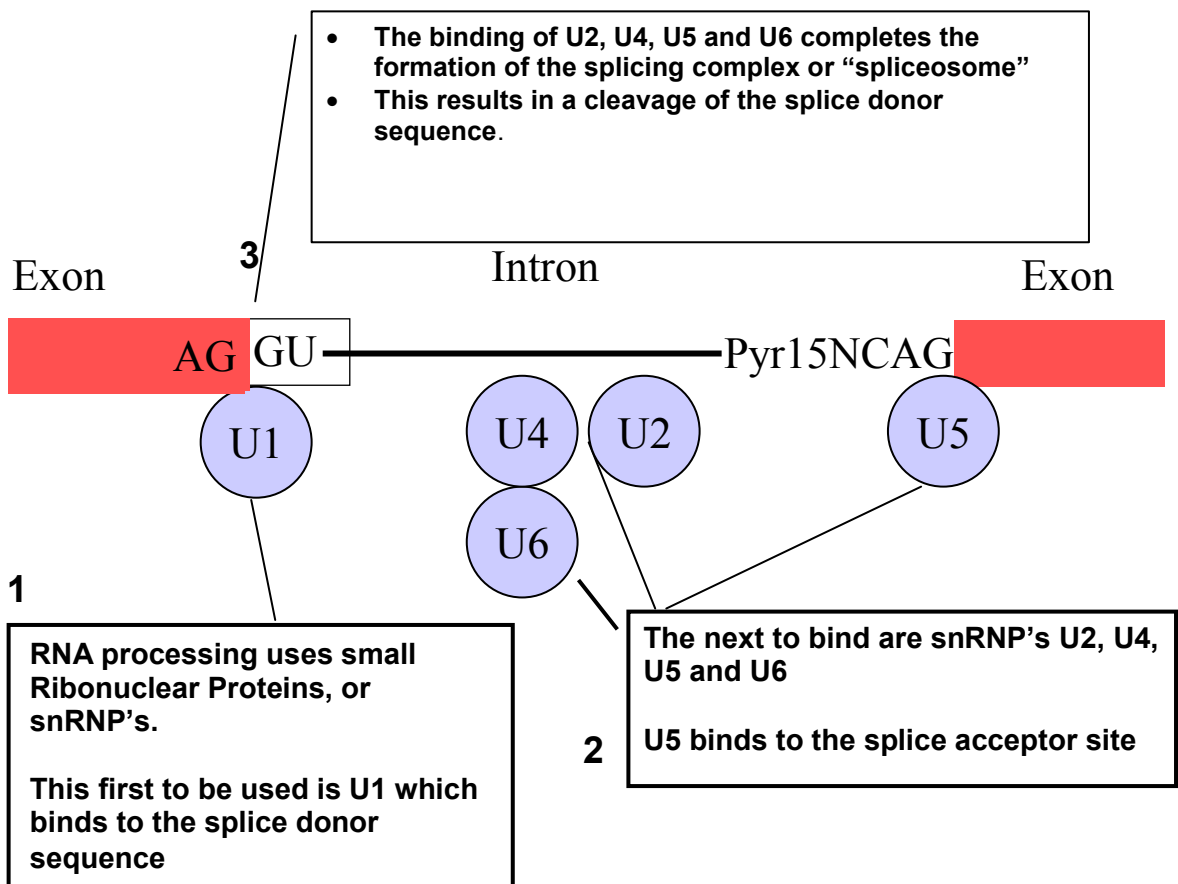 • The binding of U2, U4, U5 and U6 completes the
formation of the splicing complex or “spliceosome”
• This results in a cleavage of the splice donor
sequence.
3
Exon
Intron
Exon
AG GU Pyr15NCAG
U1
U4
U2
U5
U6
1
RNA processing uses small
Ribonuclear Proteins, or
snRNP’s.
This first to be used is U1 which
binds to the splice donor
sequence
2
The next to bind are snRNP’s U2, U4,
U5 and U6
U5 binds to the splice acceptor site